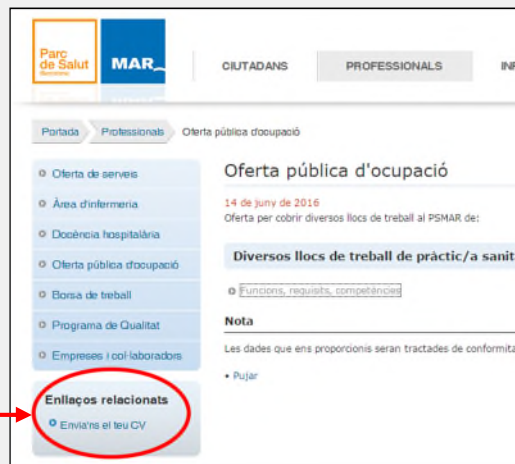 Parc
de Salut
MAR
Barcelona
CIUTADANS
PROFESSIONALS
Portada
Professionals
Oferta pública d'ocupació
Oferta de serveis
Àrea d'infermeria
Docència hospitalària
Oferta pública d'ocupació
Borsa de treball
Programa de Qualitat
Empreses i col·laboradors
Enllaços relacionats
Envia'ns el teu CV
Oferta pública d'ocupació
14 de juny de 2016
Oferta per cobrir diversos llocs de treball al PSMAR de:
Diversos llocs de treball de pràctic/a sanit
Funcions, requisits, competències
Nota
Les dades que ens proporcionis seran tractades de conformita
Pujar